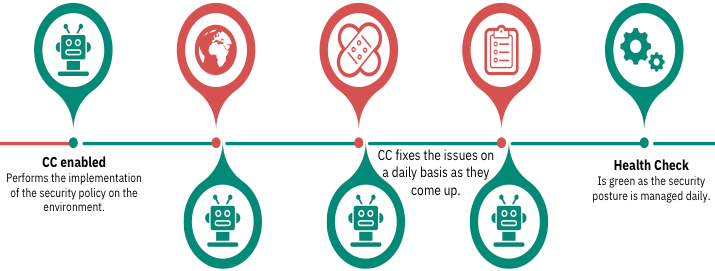 CC enabled
Performs the implementation
of the security policy on the
environment.
CC fixes the issues on
a daily basis as they
come up.
Health Check
Is green as the security
posture is managed daily.